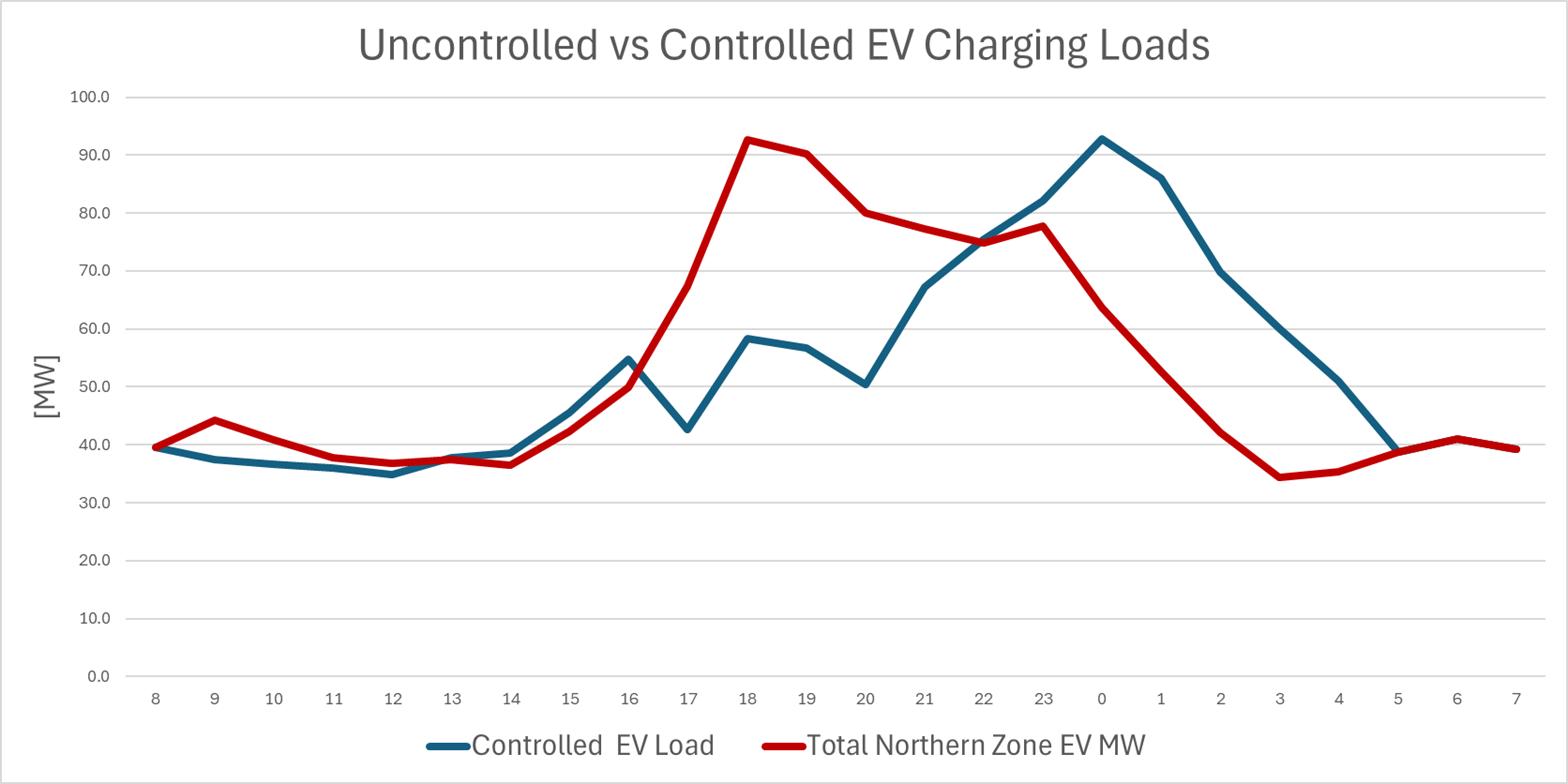 Uncontrolled vs Controlled EV Charging Loads
100.0
90.0
80.0
70.0
60.0
50.0
40.0
30.0
20.0
10.0
0.0
[MW]
8 9 10 11 12 13 14 15 16 17 18 19 20 21 22 23 0 1 2 3 4 5 6 7
Controlled  EV Load Total Northern Zone EV MW